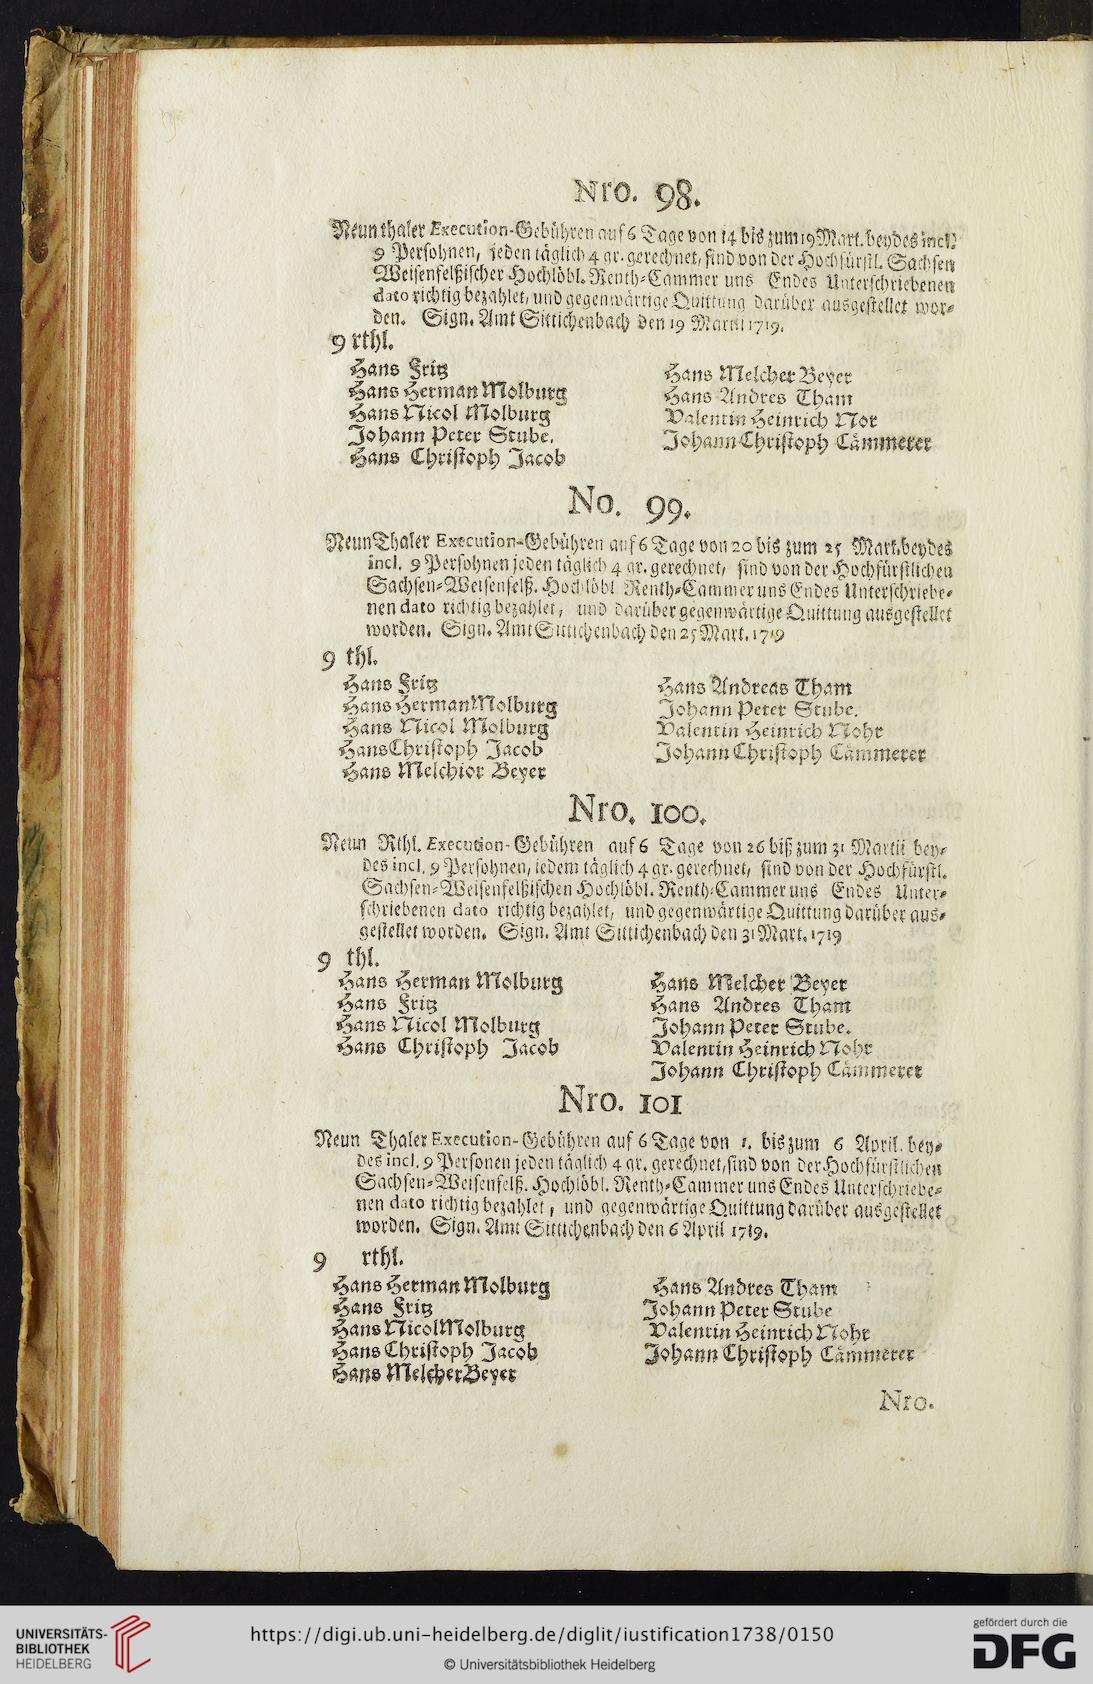 Nro. 98.
Neun thaler Execution-Gebühren auf 6 Tage von 14 bis zum 19 Mart. beydes incl.
9 Persohnen, jeden täglich 4 gr. gerechnet, sind von der Hochfürstl. Sachsen
Weisenfelßischer Hochlöbl. Renth-Cammer uns Endes Unterschriebenen
dato richtig bezahlet, und gegenwärtige Quittung darüber ausgestellet wor-
den. Sign. Amt Sittichenbach den 19 Martii 1719.
9 rthl.
Hans Fritz
Hans Herman Molburg
Hans Nicol Molburg
Johann Peter Stube.
Hans Christoph Jacob
Hans Melcher Beyer
Hans Andres Tham
Valentin Heinrich Nor
Johann Christoph Cämmerer
No. 99.
Neun Thaler Execution-Gebühren auf 6 Tage von 20 bis zum 25 Mart. beydes
incl. 9 Persohnen jeden täglich 4 gr. gerechnet, sind von der Hochfürstlichen
Sachsen-Weisenfelß. Hochlöbl Renth-Cammer uns Endes Unterschriebe-
nen dato richtig bezahlet, und darüber gegenwärtige Quittung ausgestellet
worden. Sign. Amt Sittichenbach den 25 Mart. 1719
9 thl.
Hans Fritz
Hans Herman Molburg
Hans Nicol Molburg
Hans Christoph Jacob
Hans Melchior Beyer
Hans Andreas Tham
Johann Peter Stube.
Valentin Heinrich Nohr
Johann Christoph Cämmerer
Nro. 100.
Neun Rthl. Execution-Gebühren auf 6 Tage von 26 biß zum 31 Martii bey-
des incl. 9 Persohnen, iedem täglich 4 gr. gerechnet, sind von der Hochfürstl.
Sachsen-Weisenfelßischen Hochlöbl. Renth-Cammer uns Endes Unter-
schriebenen dato richtig bezahlet, und gegenwärtige Quittung darüber aus-
gestellet worden. Sign. Amt Sittichenbach den 31 Mart. 1719
9 thl.
Hans Herman Molburg
Hans Fritz
Hans Nicol Molburg
Hans Christoph Jacob
Hans Melcher Beyer
Hans Andres Tham
Johann Peter Stube.
Valentin Heinrich Nohr
Johann Christoph Cämmerer
Nro. 101
Neun Thaler Execution-Gebühren auf 6 Tage von 1. bis zum 6 April. bey-
des incl. 9 Personen jeden täglich 4 gr. gerechnet, sind von der Hochfürstlichen
Sachsen-Weisenfelß. Hochlöbl. Renth-Cammer uns Endes Unterschriebe-
nen dato richtig bezahlet, und gegenwärtige Quittung darüber ausgestellet
worden. Sign. Amt Sittichenbach den 6 April 1719.
9 rthl.
Hans Herman Molburg
Hans Fritz
Hans Nicol Molburg
Hans Christoph Jacob
Hans Melcher Beyer
Hans Andres Tham
Johann Peter Stube
Valentin Heinrich Nohr
Johann Christoph Cämmerer
Nro.
UNIVERSITÄTS-
BIBLIOTHEK
HEIDELBERG
https://digi.ub.uni-heidelberg.de/diglit/iustification1738/0150
© Universitätsbibliothek Heidelberg
gefördert durch die
DFG